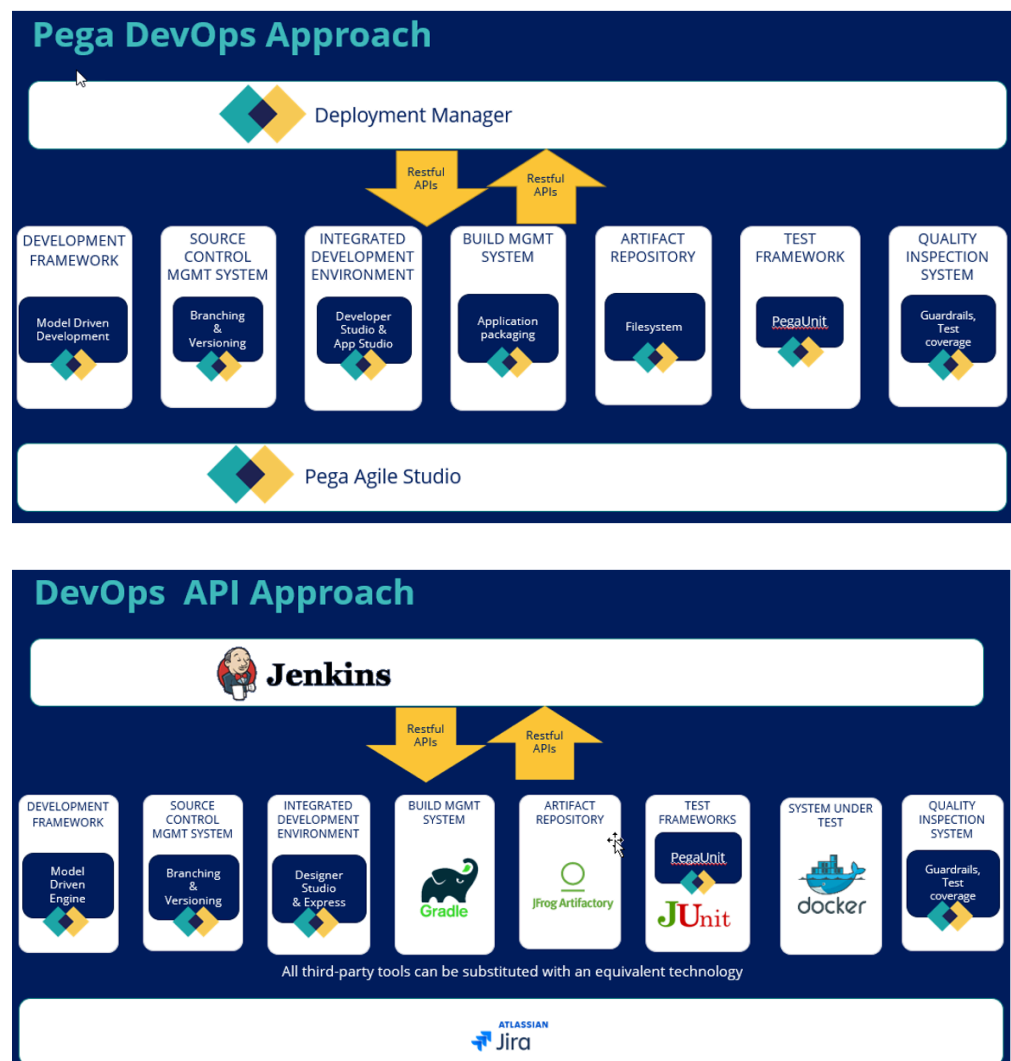 Pega DevOps Approach
Deployment Manager
Restful
APIs
Restful
APIs
DEVELOPMENT
FRAMEWORK
Model Driven
Development
SOURCE
CONTROL
MGMT SYSTEM
Branching
&
Versioning
INTEGRATED
DEVELOPMENT
ENVIRONMENT
Developer
Studio &
App Studio
BUILD MGMT
SYSTEM
Application
packaging
ARTIFACT
REPOSITORY
Filesystem
TEST
FRAMEWORK
PegaUnit
QUALITY
INSPECTION
SYSTEM
Guardrails,
Test
coverage
Pega Agile Studio
DevOps API Approach
Jenkins
Restful
APIs
Restful
APIs
DEVELOPMENT
FRAMEWORK
Model
Driven
Engine
SOURCE
CONTROL
MGMT SYSTEM
Branching
&
Versioning
INTEGRATED
DEVELOPMENT
ENVIRONMENT
Designer
Studio
& Express
BUILD MGMT
SYSTEM
Gradle
ARTIFACT
REPOSITORY
JFrog Artifactory
TEST
FRAMEWORKS
PegaUnit
JUnit
SYSTEM UNDER
TEST
docker
QUALITY
INSPECTION
SYSTEM
Guardrails,
Test
coverage
All third-party tools can be substituted with an equivalent technology
ATLASSIAN
Jira